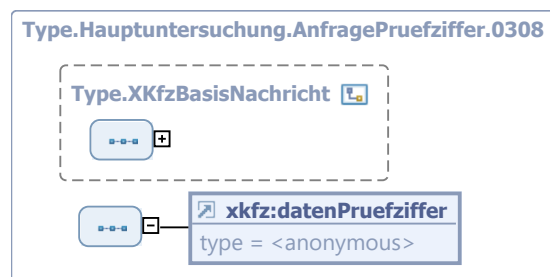 Type.Hauptuntersuchung.AnfragePruefziffer.0308
Type.XKfzBasisNachricht
xkfz:datenPruefziffer
type = <anonymous>